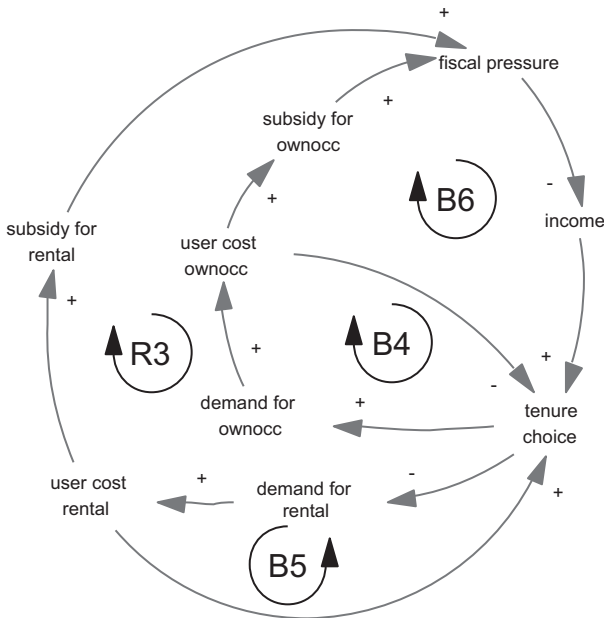 +
fiscal pressure
+
subsidy for
ownocc
-
B6
+
income
subsidy for
rental
user cost
ownocc
+
R3
B4
+
+
-
+
demand for
ownocc
tenure
choice
user cost
rental
+
-
demand for
rental
+
B5